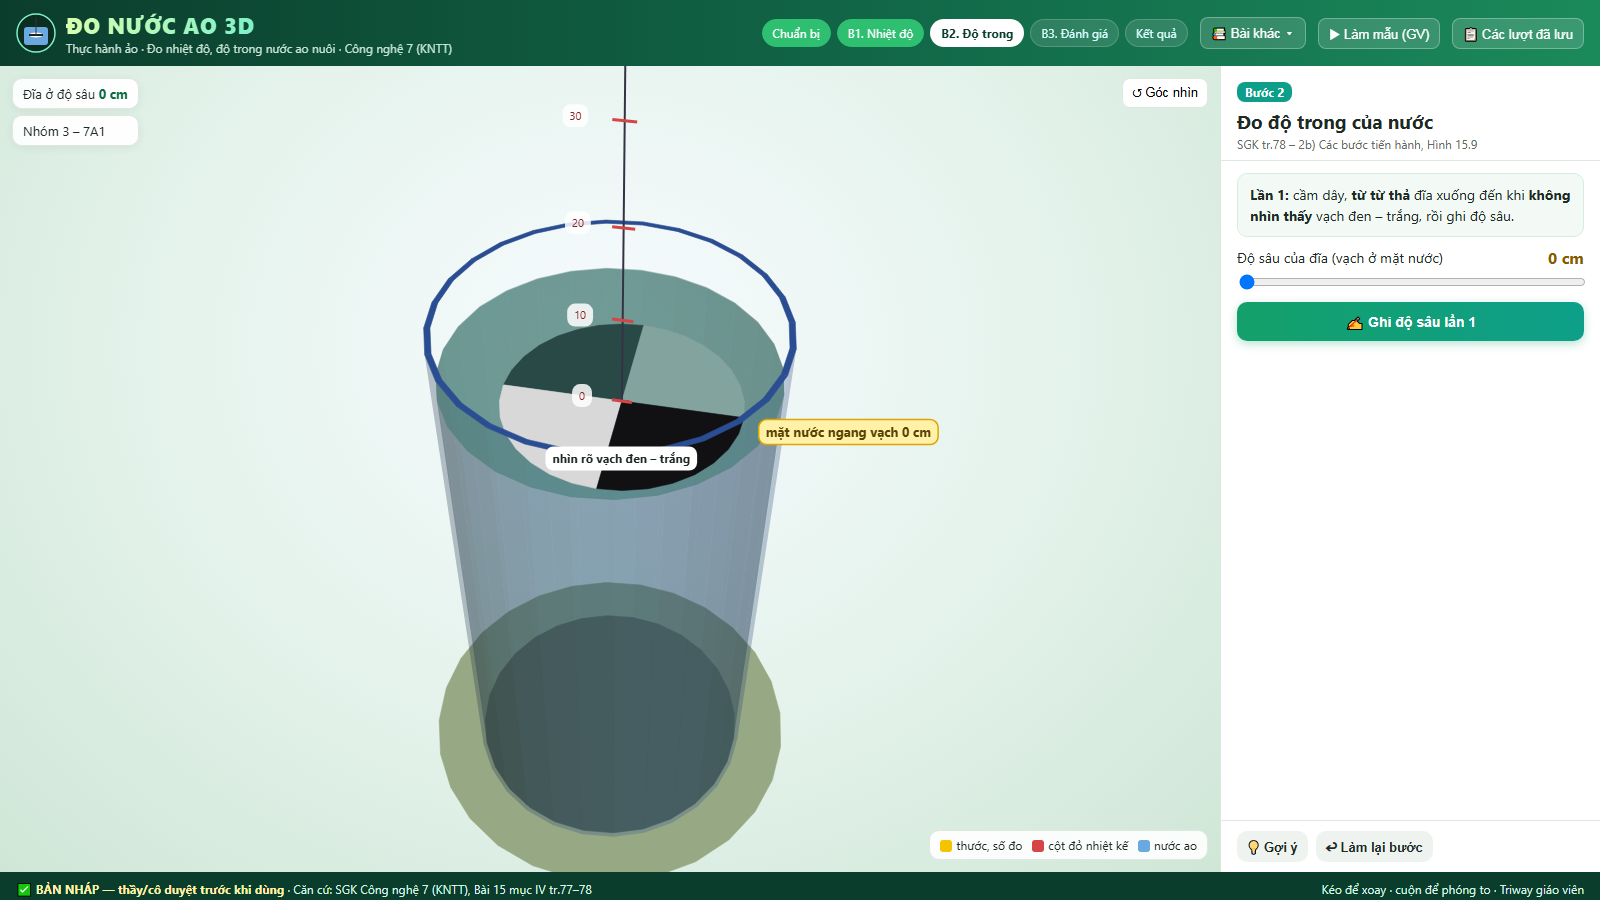 ĐO NƯỚC AO 3D
Thực hành ảo · Đo nhiệt độ, độ trong nước ao nuôi · Công nghệ 7 (KNTT)
Chuẩn bị
B1. Nhiệt độ
B2. Độ trong
B3. Đánh giá
Kết quả
Bài khác
Làm mẫu (GV)
Các lượt đã lưu
Đĩa ở độ sâu 0 cm
Nhóm 3 – 7A1
Góc nhìn
30
20
10
0
mặt nước ngang vạch 0 cm
nhìn rõ vạch đen – trắng
thước, số đo
cột đỏ nhiệt kế
nước ao
Bước 2
Đo độ trong của nước
SGK tr.78 – 2b) Các bước tiến hành, Hình 15.9
Lần 1: cầm dây, từ từ thả đĩa xuống đến khi không
nhìn thấy vạch đen – trắng, rồi ghi độ sâu.
Độ sâu của đĩa (vạch ở mặt nước)
0 cm
Ghi độ sâu lần 1
Gợi ý
Làm lại bước
BẢN NHÁP — thầy/cô duyệt trước khi dùng · Căn cứ: SGK Công nghệ 7 (KNTT), Bài 15 mục IV tr.77–78
Kéo để xoay · cuộn để phóng to · Triway giáo viên